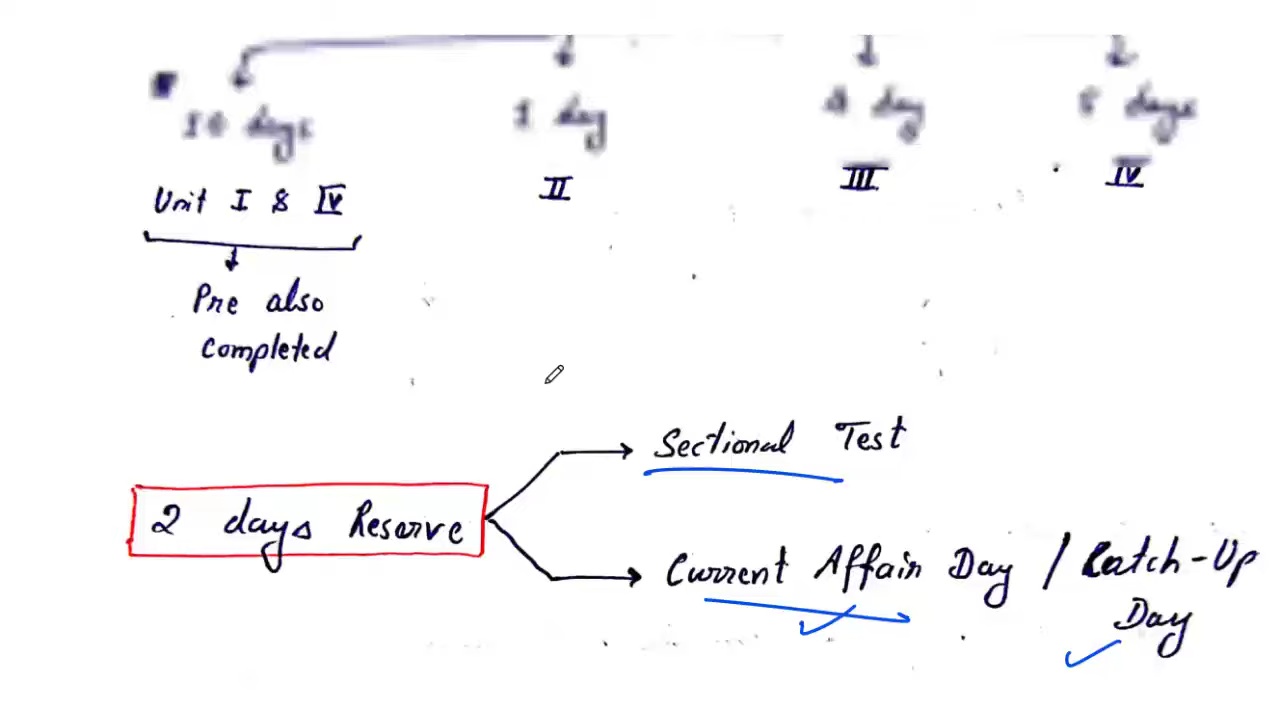 days 1 day day days
II III IV
Unit I & IV
Pre also
completed
Sectional Test
2 days Reserve
Current Affair Day / Catch-Up
Day